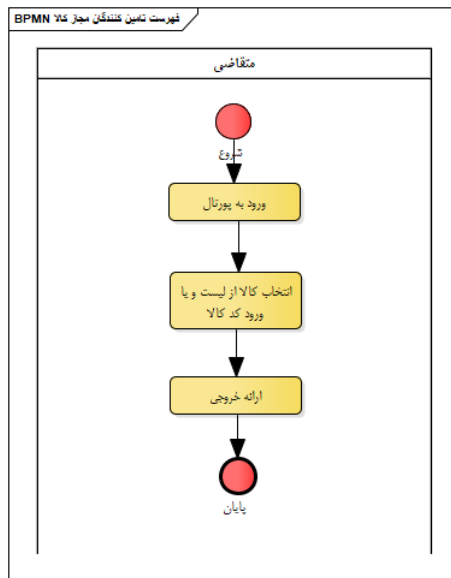 فهرست تامین کنندگان مجاز کالا BPMN
متقاضی
شروع
ورود به پورتال
انتخاب کالا از لیست و یا
ورود کد کالا
ارائه خروجی
پایان